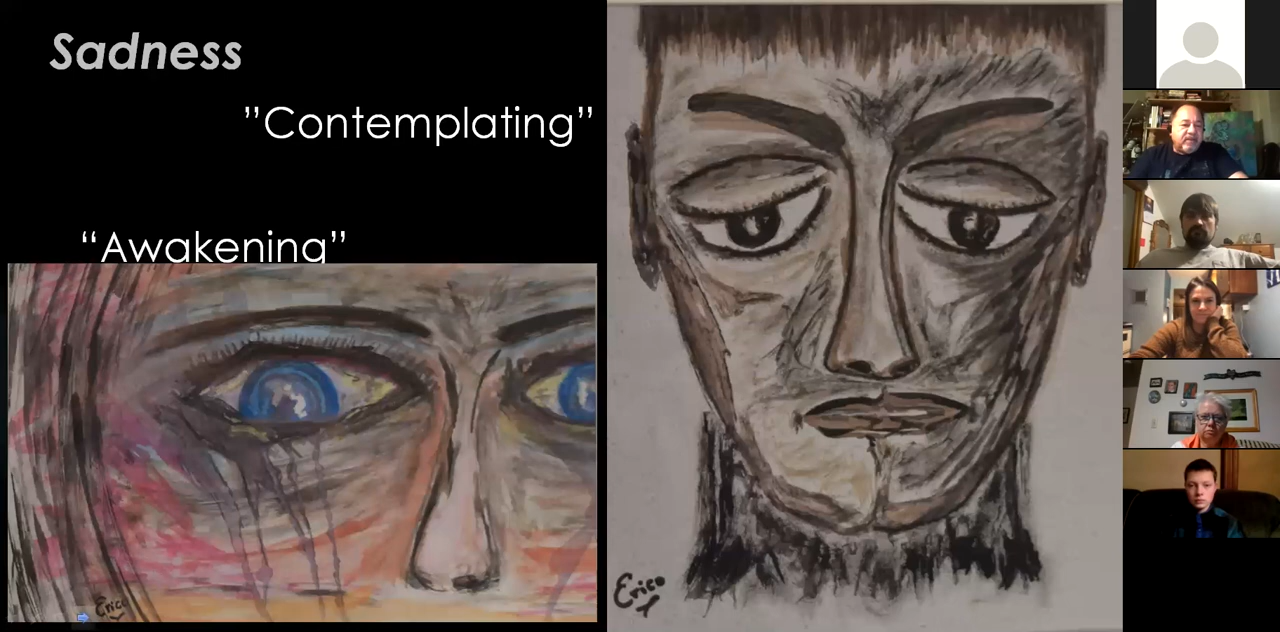 Sadness
”Contemplating”
“Awakening”
Erico
Erico